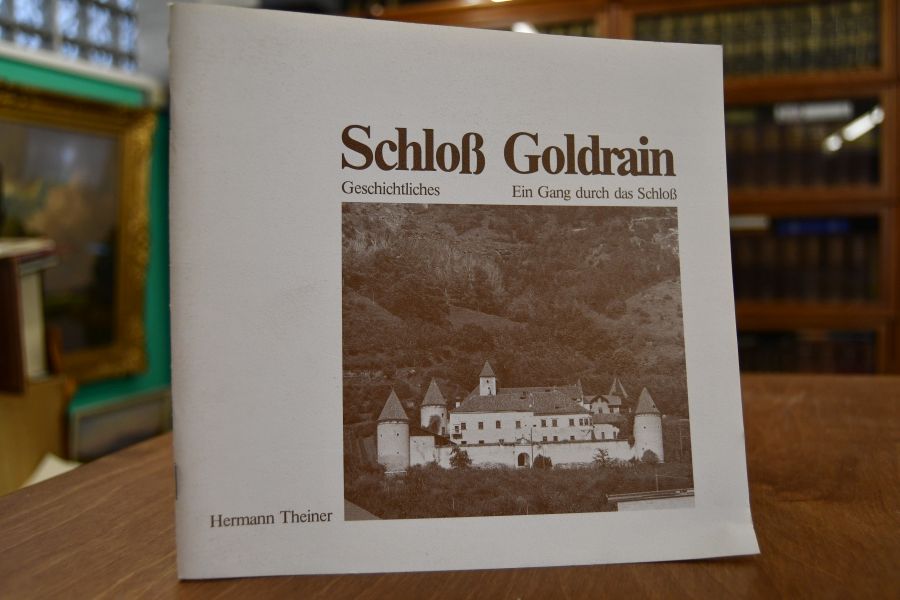 Schloß Goldrain
Geschichtliches Ein Gang durch das Schloß
Hermann Theiner